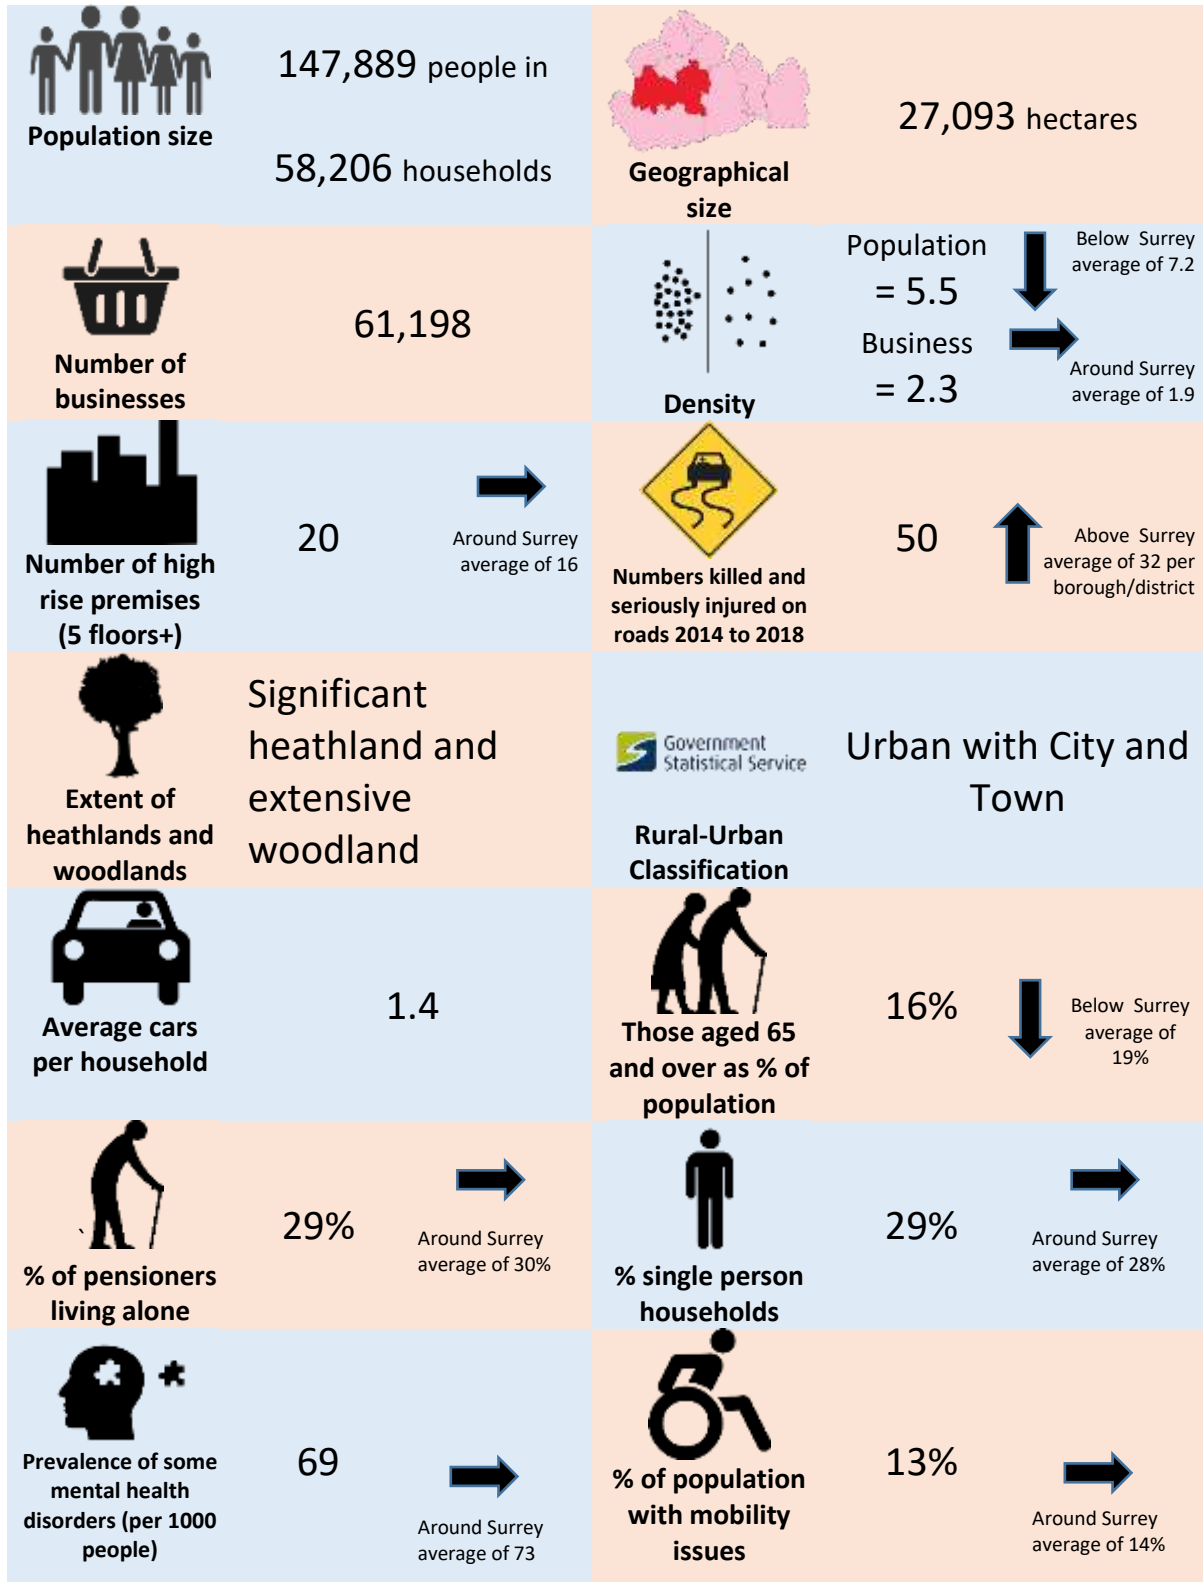 147,889 people in
58,206 households
Population size
27,093 hectares
Geographical
size
61,198
Number of
businesses
Population
= 5.5
Below Surrey
average of 7.2
Business
= 2.3
Around Surrey
average of 1.9
Density
20
Around Surrey
average of 16
Number of high
rise premises
(5 floors+)
50
Above Surrey
average of 32 per
borough/district
Numbers killed and
seriously injured on
roads 2014 to 2018
Significant
heathland and
extensive
woodland
Extent of
heathlands and
woodlands
Government
Statistical Service
Urban with City and
Town
Rural-Urban
Classification
1.4
Average cars
per household
16%
Below Surrey
average of
19%
Those aged 65
and over as % of
population
`
29%
Around Surrey
average of 30%
% of pensioners
living alone
29%
Around Surrey
average of 28%
% single person
households
69
Around Surrey
average of 73
Prevalence of some
mental health
disorders (per 1000
people)
13%
Around Surrey
average of 14%
% of population
with mobility
issues